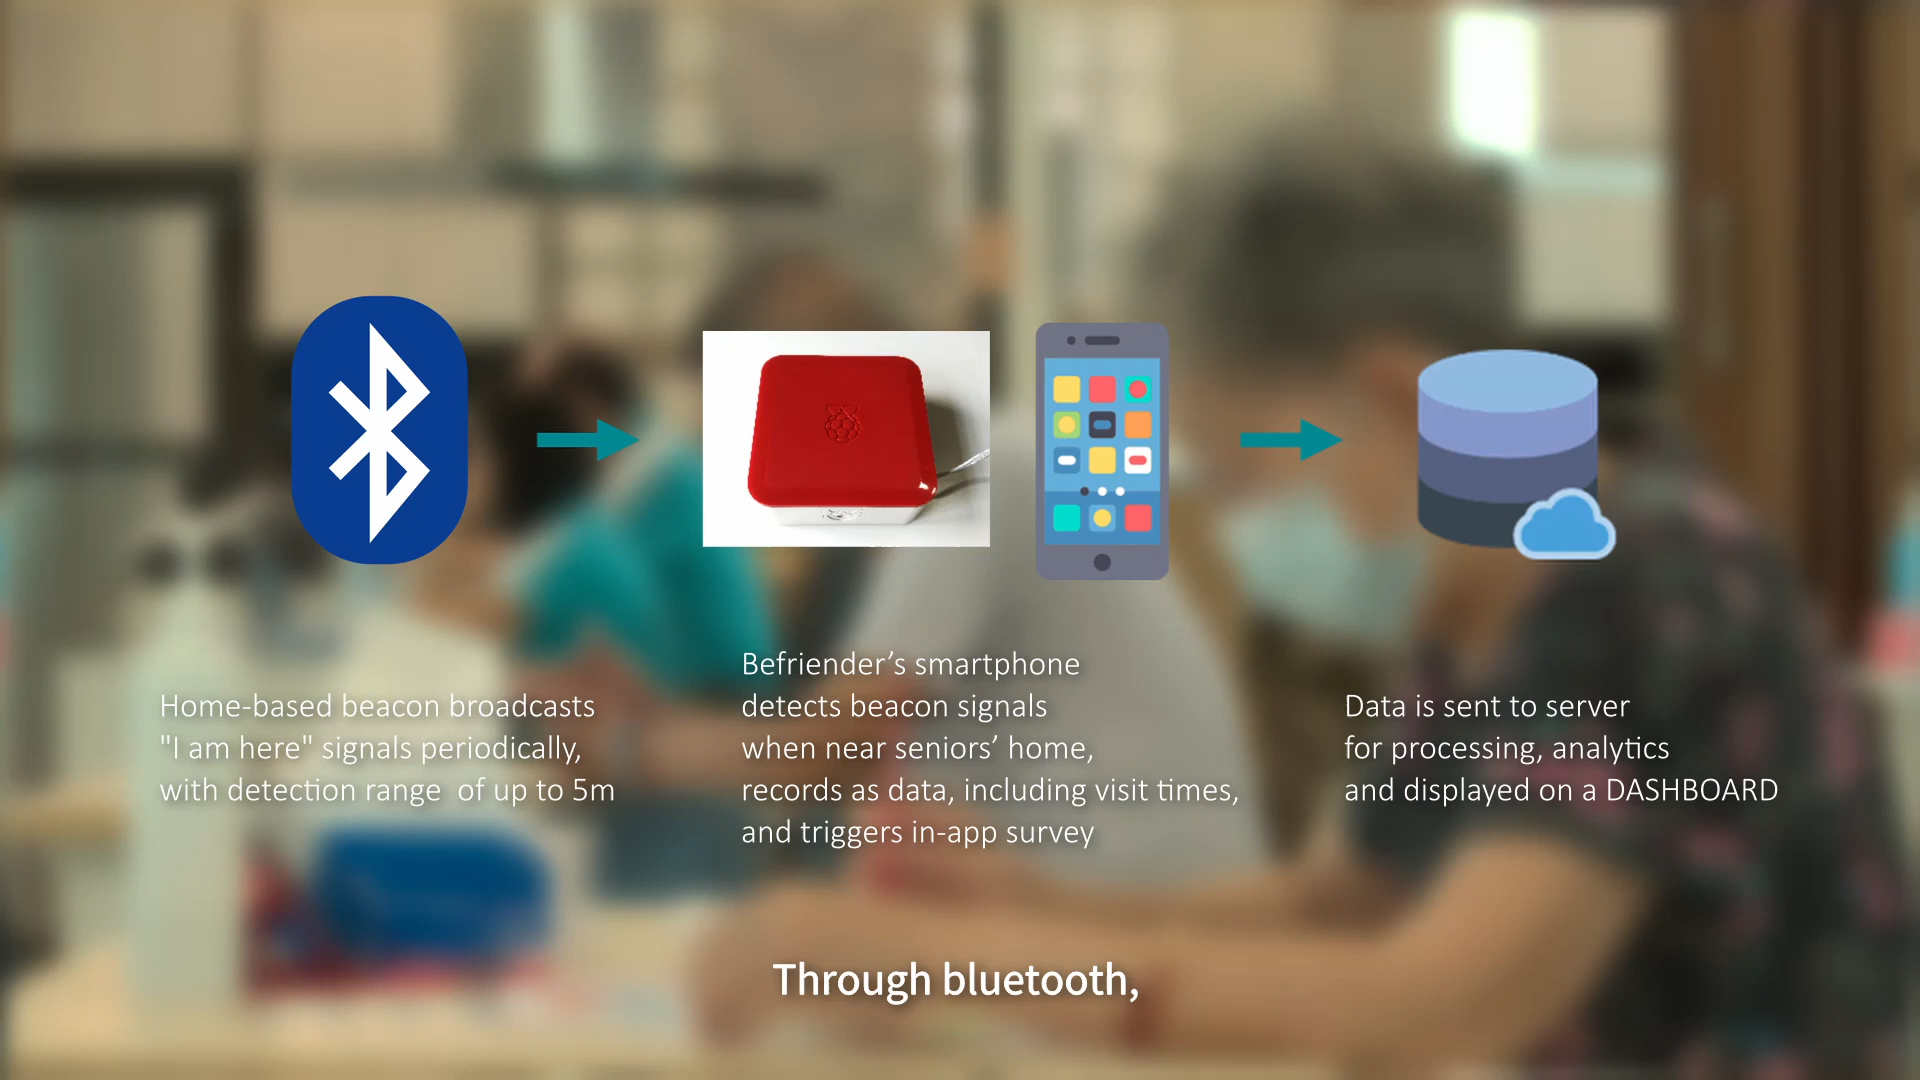 Home-based beacon broadcasts
"I am here" signals periodically,
with detection range  of up to 5m
Befriender’s smartphone
detects beacon signals
when near seniors’ home,
records as data, including visit times,
and triggers in-app survey
Data is sent to server
for processing, analytics
and displayed on a DASHBOARD
Through bluetooth,